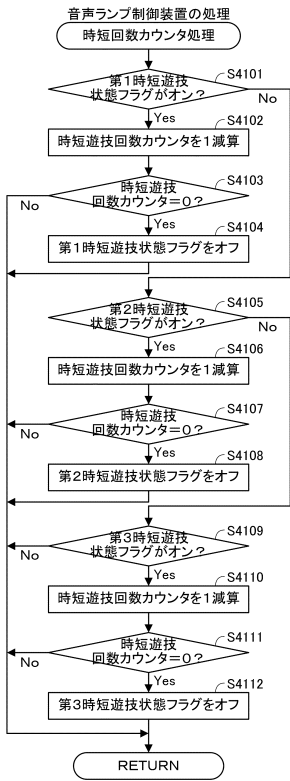 音声ランプ制御装置の処理
時短回数カウンタ処理
S4101
第1時短遊技
状態フラグがオン？
No
Yes
S4102
時短遊技回数カウンタを1減算
S4103
時短遊技
回数カウンタ＝0？
No
Yes
S4104
第1時短遊技状態フラグをオフ
S4105
第2時短遊技
状態フラグがオン？
No
Yes
S4106
時短遊技回数カウンタを1減算
S4107
時短遊技
回数カウンタ＝0？
No
Yes
S4108
第2時短遊技状態フラグをオフ
S4109
第3時短遊技
状態フラグがオン？
No
Yes
S4110
時短遊技回数カウンタを1減算
S4111
時短遊技
回数カウンタ＝0？
No
Yes
S4112
第3時短遊技状態フラグをオフ
RETURN